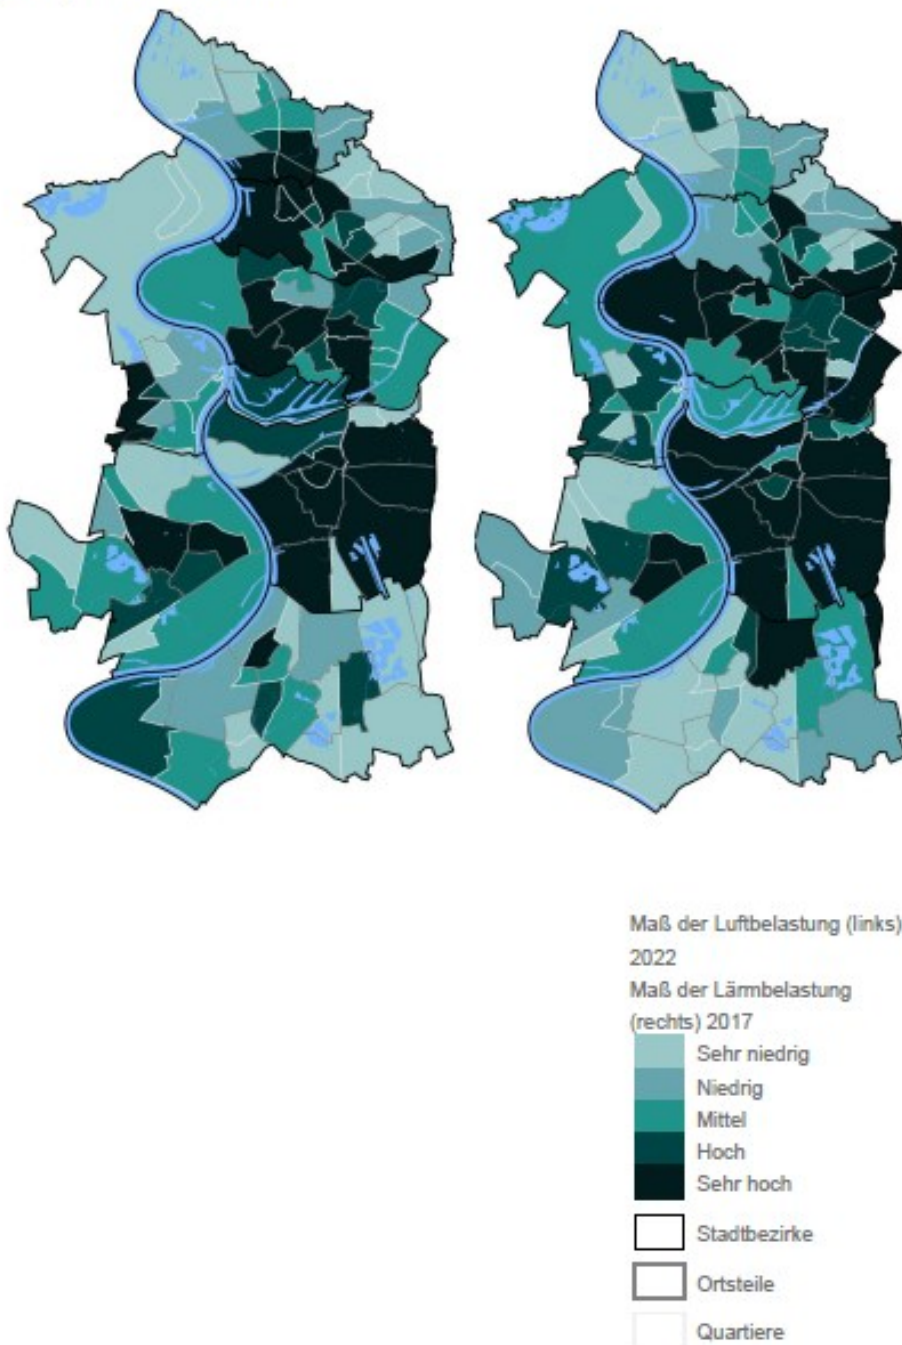 Maß der Luftbelastung (links)
2022
Maß der Lärmbelastung
(rechts) 2017
Sehr niedrig
Niedrig
Mittel
Hoch
Sehr hoch
Stadtbezirke
Ortsteile
Quartiere